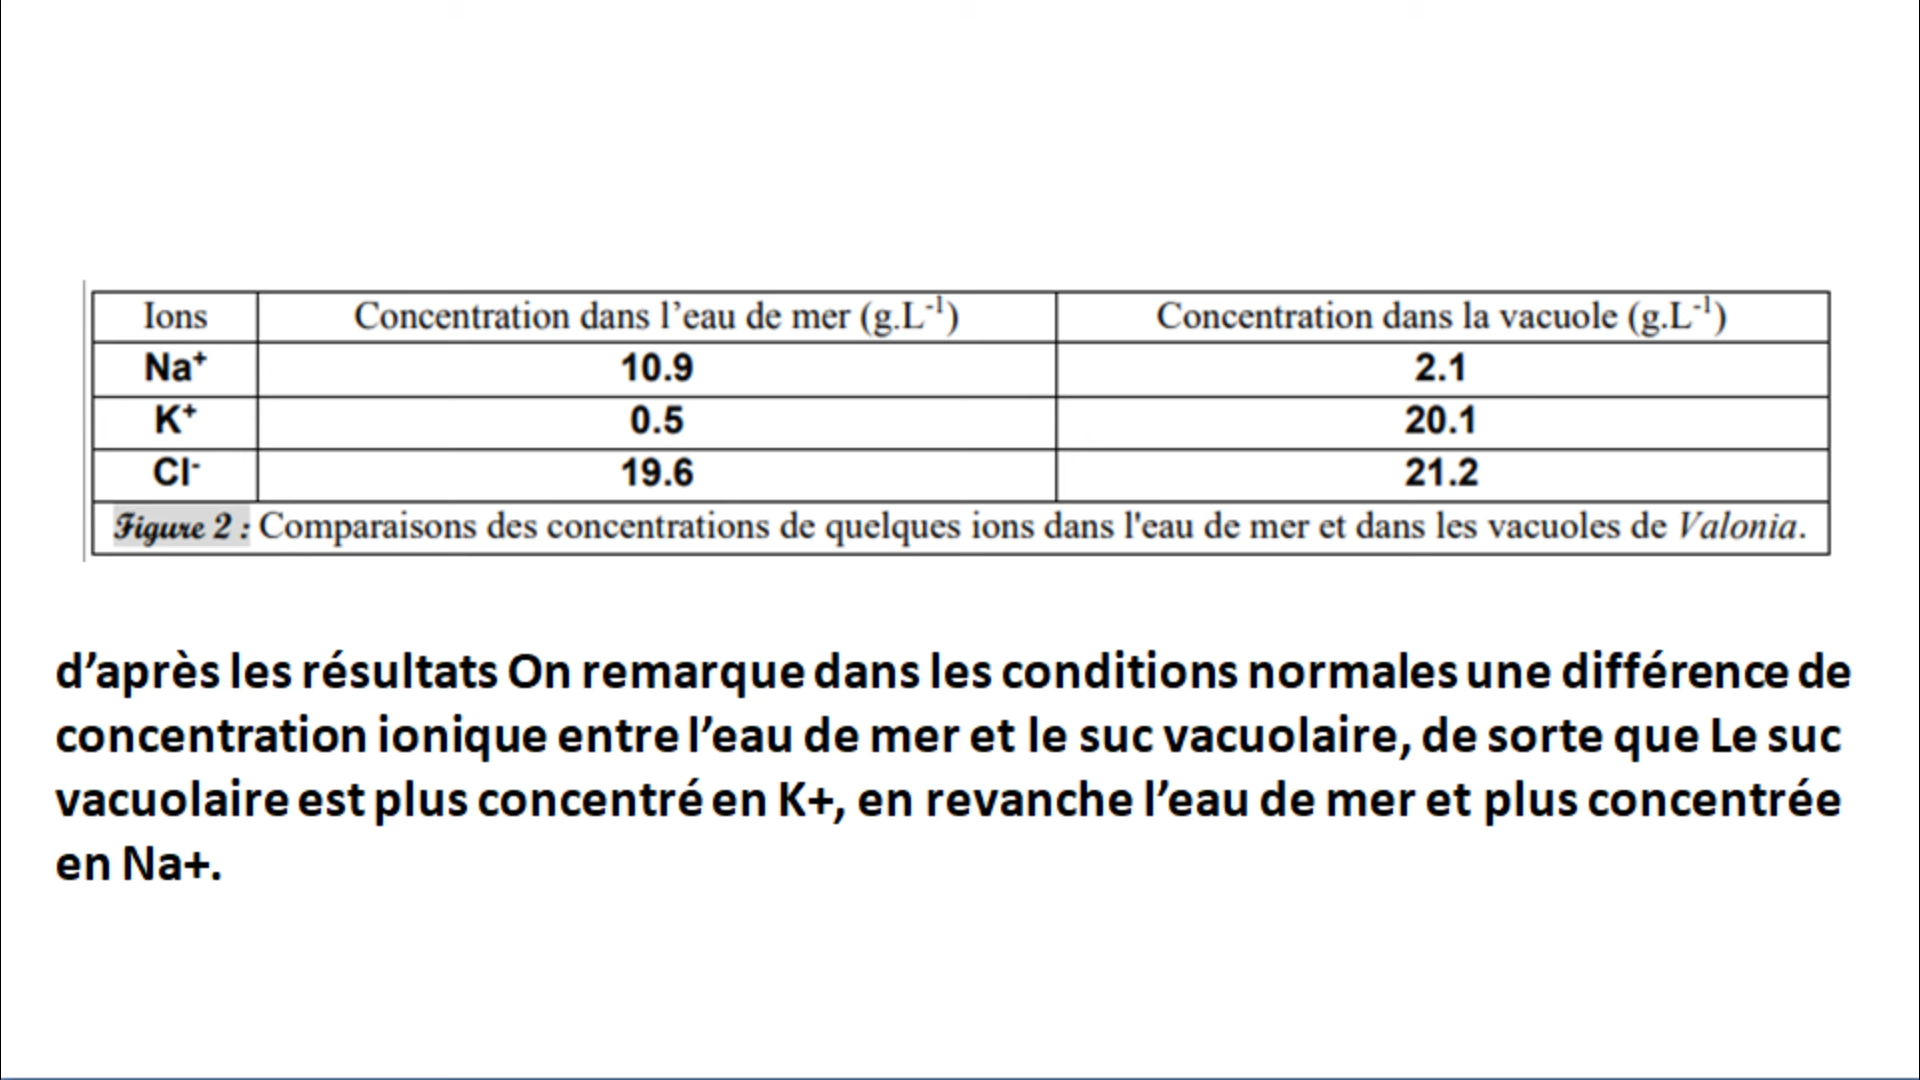 Ions Concentration dans l’eau de mer (g.L-1) Concentration dans la vacuole (g.L-1)
Na+ 10.9 2.1
K+ 0.5 20.1
Cl- 19.6 21.2
Figure 2 : Comparaisons des concentrations de quelques ions dans l'eau de mer et dans les vacuoles de Valonia.
d’après les résultats On remarque dans les conditions normales une différence de
concentration ionique entre l’eau de mer et le suc vacuolaire, de sorte que Le suc
vacuolaire est plus concentré en K+, en revanche l’eau de mer et plus concentrée
en Na+.